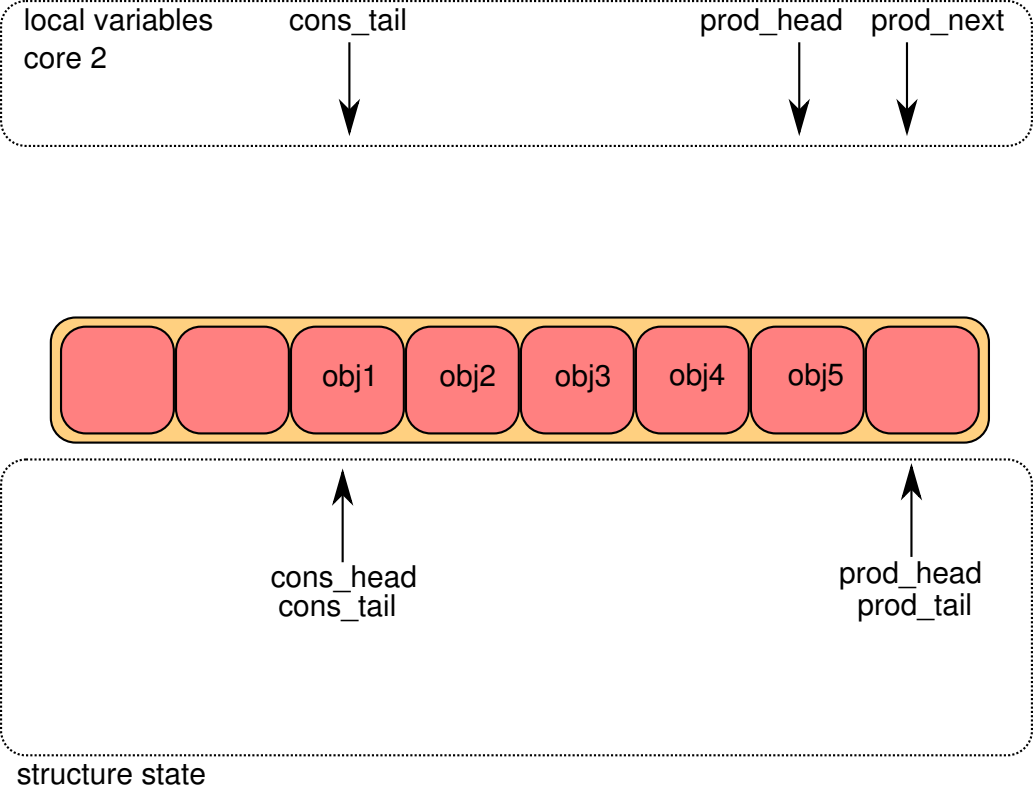 local variables
core 2
cons_tail
prod_head
prod_next
obj1
obj2
obj3
obj4
obj5
cons_head
cons_tail
prod_head
prod_tail
structure state